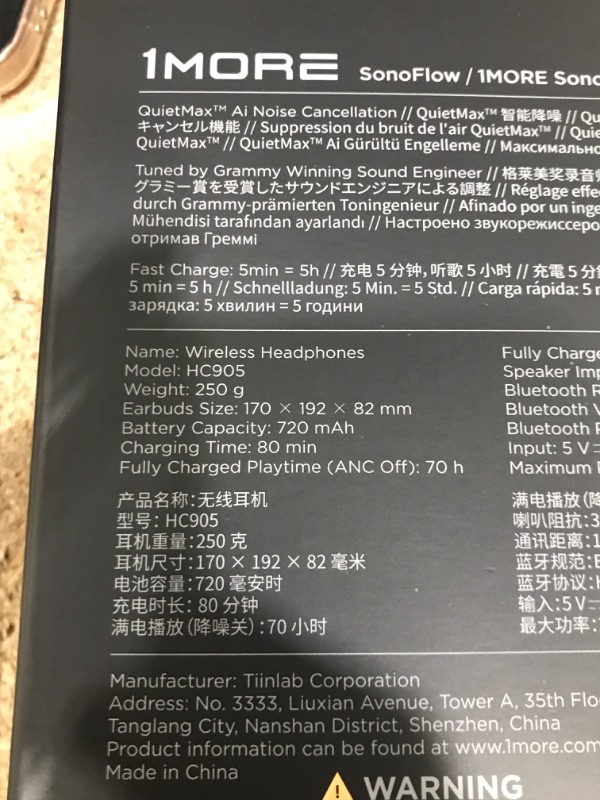 1MORE SonoFlow / 1MORE Sono
QuietMax™ Ai Noise Cancellation // QuietMax™ 智能降噪 // Qu
キャンセル機能 // Suppression du bruit de l'air QuietMax™ // Quie
QuietMax™ // QuietMax™ Ai Gürültü Engelleme // Максимально
Tuned by Grammy Winning Sound Engineer // 格莱美奖录音师
グラミー賞を受賞したサウンドエンジニアによる調整 // Réglage effe
durch Grammy-prämierten Toningenieur // Afinado por un inge
Mühendisi tarafından ayarlandı // Настроено звукорежиссеро
отримав Греммі
Fast Charge: 5min = 5h // 充电 5 分钟，听歌 5 小时 // 充電 5 分
5 min = 5 h // Schnellladung: 5 Min. = 5 Std. // Carga rápida: 5 m
зарядка: 5 хвилин = 5 години
Name: Wireless Headphones
Model: HC905
Weight: 250 g
Earbuds Size: 170 × 192 × 82 mm
Battery Capacity: 720 mAh
Charging Time: 80 min
Fully Charged Playtime (ANC Off): 70 h
Fully Charge
Speaker Imp
Bluetooth R
Bluetooth V
Bluetooth P
Input: 5 V
Maximum P
产品名称：无线耳机
型号：HC905
耳机重量：250 克
耳机尺寸：170 × 192 × 82 毫米
电池容量：720 毫安时
充电时长：80 分钟
满电播放（降噪关）：70 小时
满电播放（降
喇叭阻抗：3
通讯距离：1
蓝牙规范：B
蓝牙协议：H
输入：5 V
最大功率：
Manufacturer: Tiinlab Corporation
Address: No. 3333, Liuxian Avenue, Tower A, 35th Flo
Tanglang City, Nanshan District, Shenzhen, China
Product information can be found at www.1more.com
Made in China
WARNING